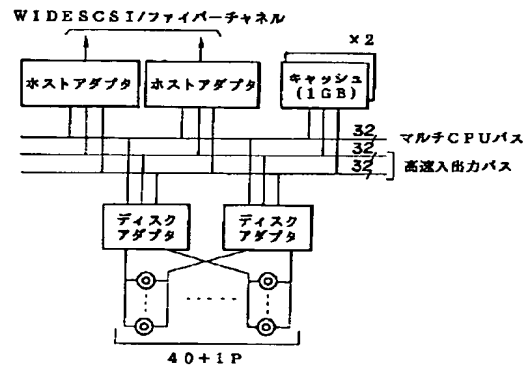 WIDESCSI/ファイバーチャネル
×2
ホストアダプタ
ホストアダプタ
キャッシュ
(1GB)
32
マルチCPUバス
32
32
高速入出力バス
ディスク
アダプタ
ディスク
アダプタ
40+1P